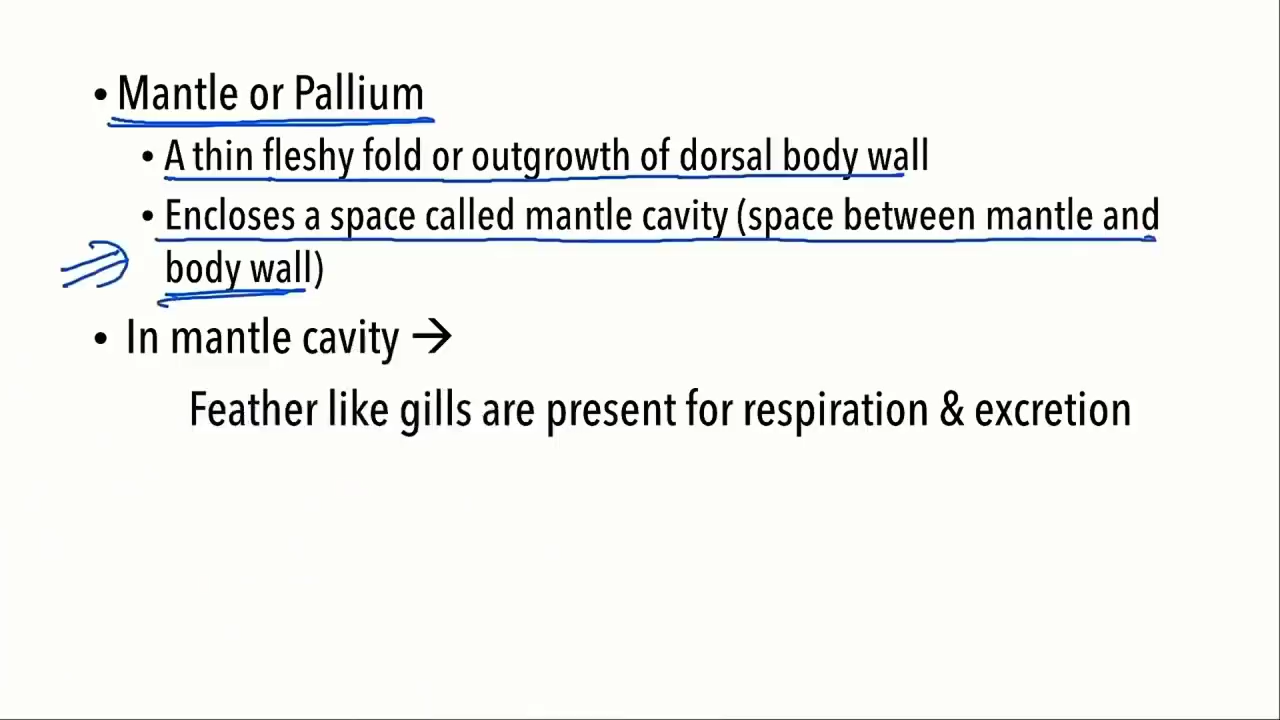 • Mantle or Pallium
• A thin fleshy fold or outgrowth of dorsal body wall
• Encloses a space called mantle cavity (space between mantle and
body wall)
• In mantle cavity →
Feather like gills are present for respiration & excretion